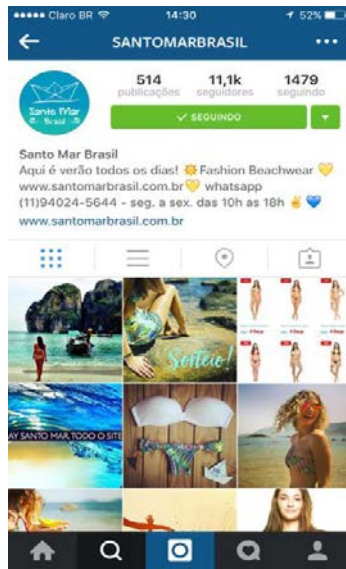 Claro BR 14:30 52%
SANTOMARBRASIL
514 11,1k 1479
publicações seguidores seguindo
Santo Mar
Brasil
SEGUINDO
Santo Mar Brasil
Aqui é verão todos os dias! 🌞 Fashion Beachwear 💛
www.santomarbrasil.com.br💛 whatsapp
(11)94024-5644 - seg. a sex. das 10h as 18h ✌ 💙
www.santomarbrasil.com.br
Sorteio!
AY SANTO MAR, TODO O SITE